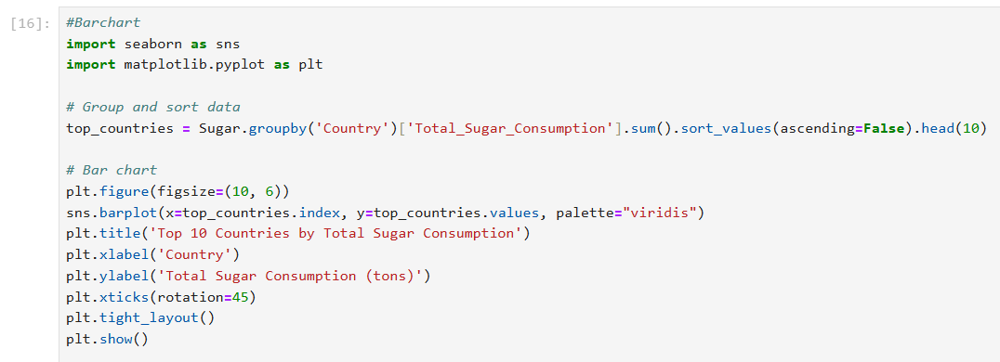 [16]:
#Barchart
import seaborn as sns
import matplotlib.pyplot as plt
# Group and sort data
top_countries = Sugar.groupby('Country')['Total_Sugar_Consumption'].sum().sort_values(ascending=False).head(10)
# Bar chart
plt.figure(figsize=(10, 6))
sns.barplot(x=top_countries.index, y=top_countries.values, palette="viridis")
plt.title('Top 10 Countries by Total Sugar Consumption')
plt.xlabel('Country')
plt.ylabel('Total Sugar Consumption (tons)')
plt.xticks(rotation=45)
plt.tight_layout()
plt.show()